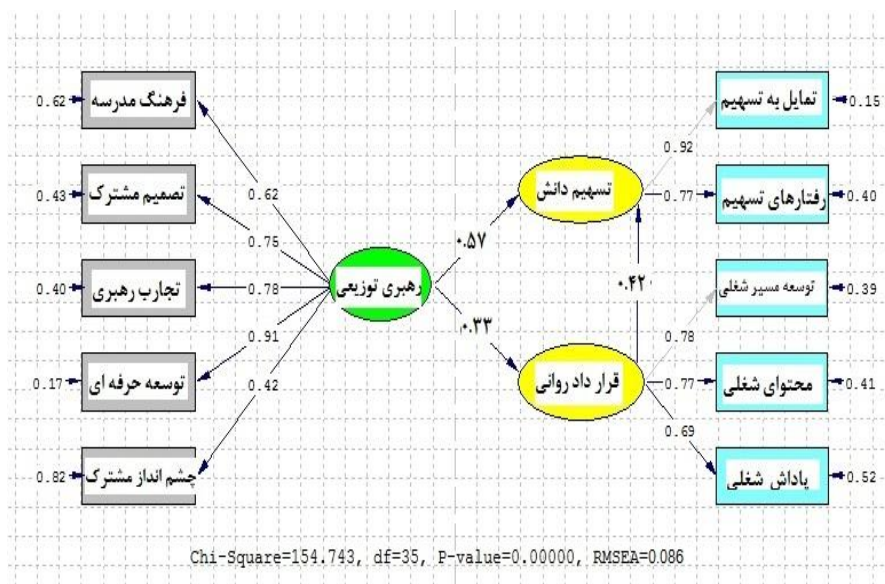 فرهنگ مدرسه
0.62
تصمیم مشترک
0.43
تجارب رهبری
0.40
توسعه حرفه ای
0.17
چشم انداز مشترک
0.82
0.62
0.75
0.78
0.91
0.42
رهبری توزیعی
۰.۵۷
۰.۳۳
تسهیم دانش
۰.۴۲
قرار داد روانی
0.92
0.77
0.78
0.77
0.69
تمایل به تسهیم
0.15
رفتارهای تسهیم
0.40
توسعه مسیر شغلی
0.39
محتوای شغلی
0.41
پاداش شغلی
0.52
Chi-Square=154.743, df=35, P-value=0.00000, RMSEA=0.086